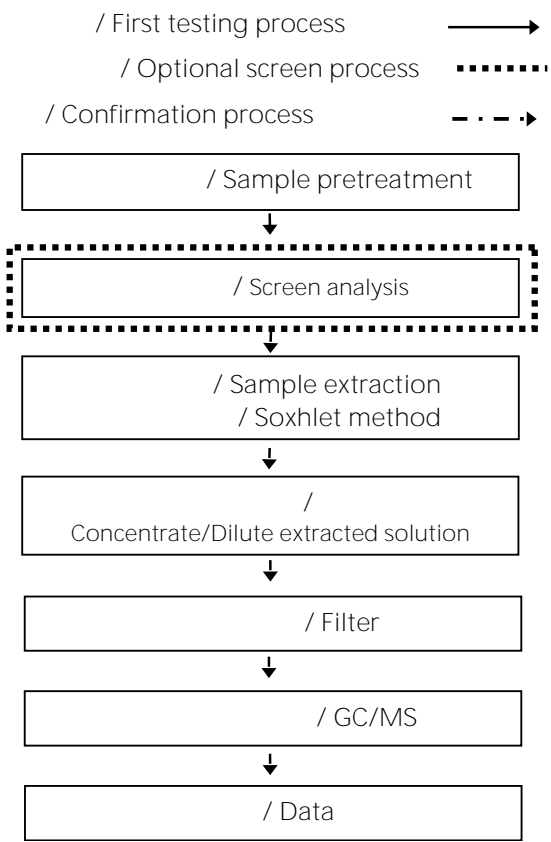 / First testing process
/ Optional screen process
/ Confirmation process
/ Sample pretreatment
/ Screen analysis
/ Sample extraction
/ Soxhlet method
/
Concentrate/Dilute extracted solution
/ Filter
/ GC/MS
/ Data